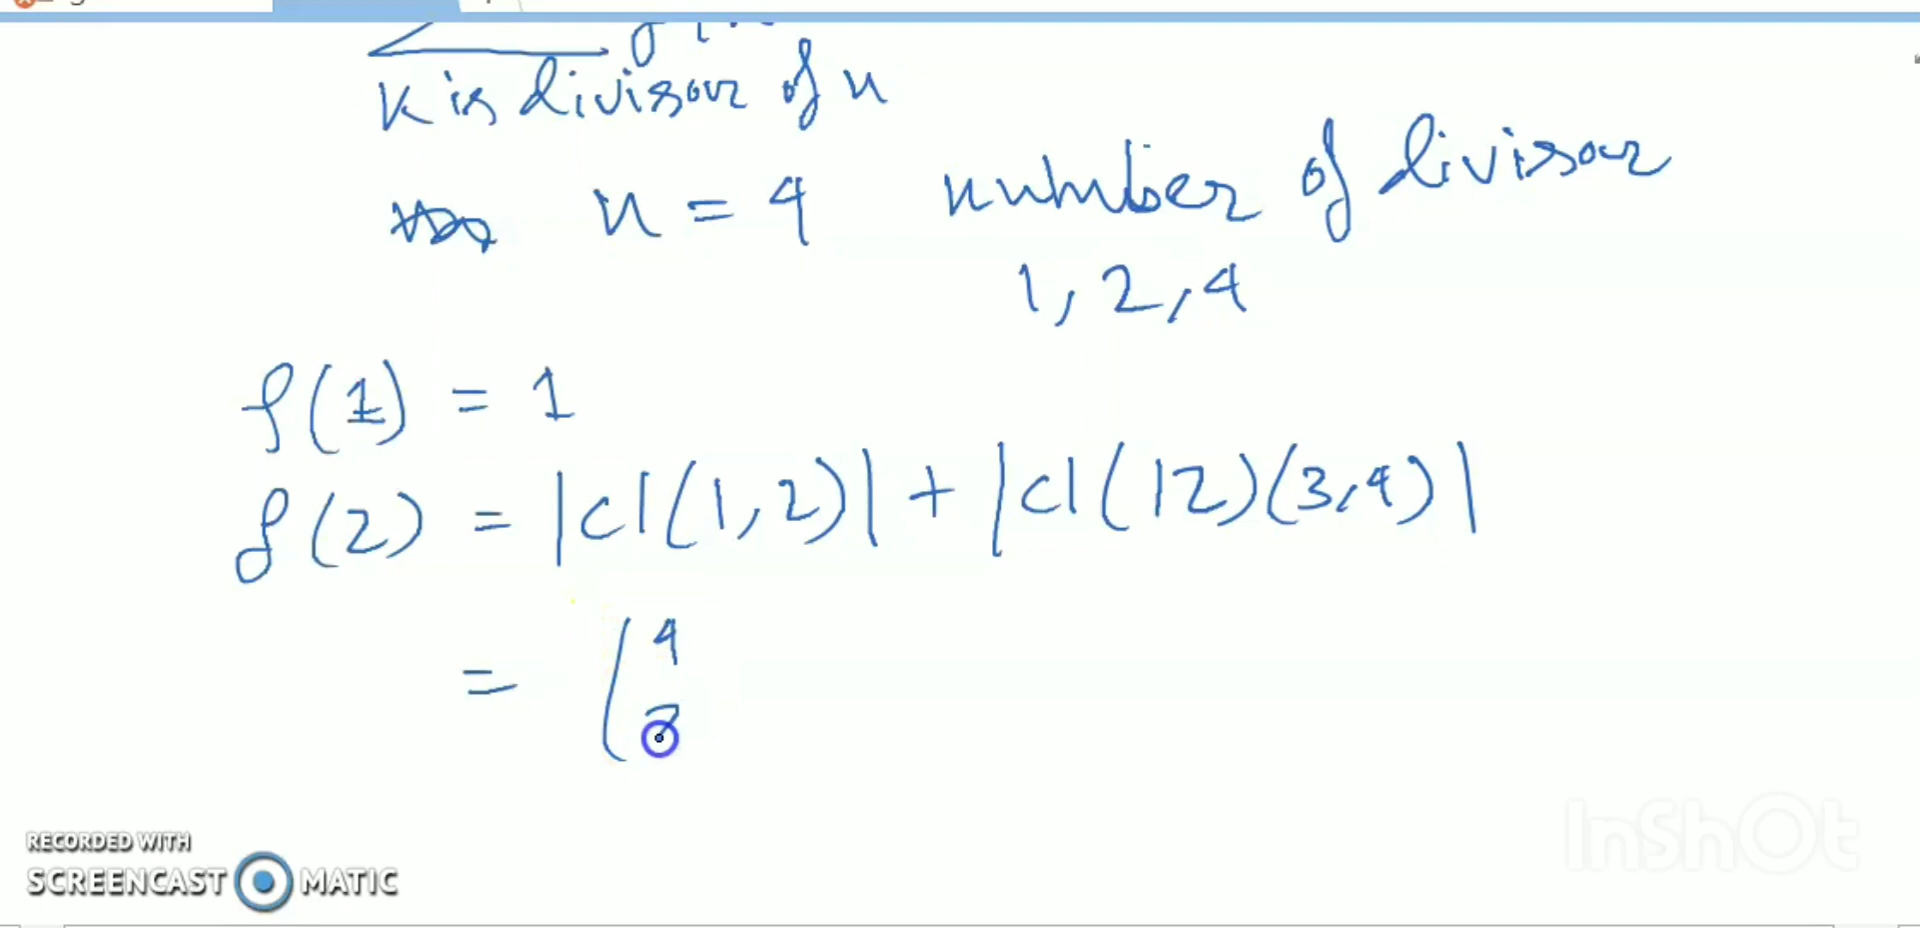 K is divisor of n
n = 4 number of divisor
1, 2, 4
f(1) = 1
f(2) = |cl(1,2)| + |cl(12)(3,4)|
= (4
RECORDED WITH
SCREENCAST MATIC
InShOt